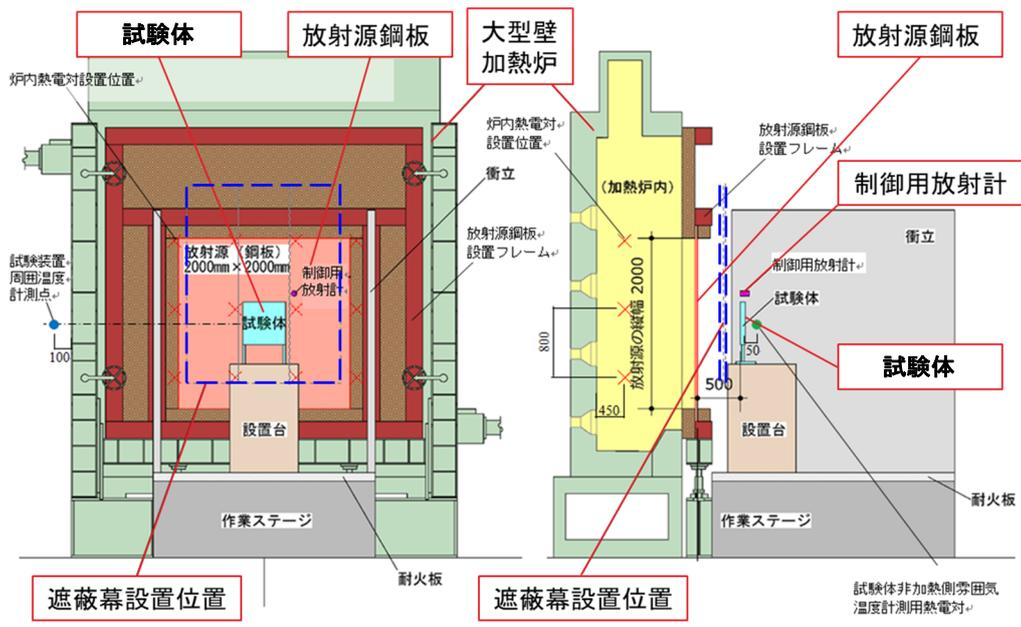 試験体
放射源鋼板
大型壁
加熱炉
放射源鋼板
炉内熱電対設置位置
炉内熱電対
設置位置
放射源鋼板
設置フレーム
(加熱炉内)
制御用放射計
衝立
衝立
放射源鋼板
設置フレーム
放射源(鋼板)
2000mm×2000mm
制御用
放射計
試験装置
周囲温度
計測点
制御用放射計
試験体
試験体
放射源の縦幅 2000
800
100
50
試験体
500
450
設置台
設置台
耐火板
作業ステージ
作業ステージ
耐火板
遮蔽幕設置位置
遮蔽幕設置位置
試験体非加熱側雰囲気
温度計測用熱電対